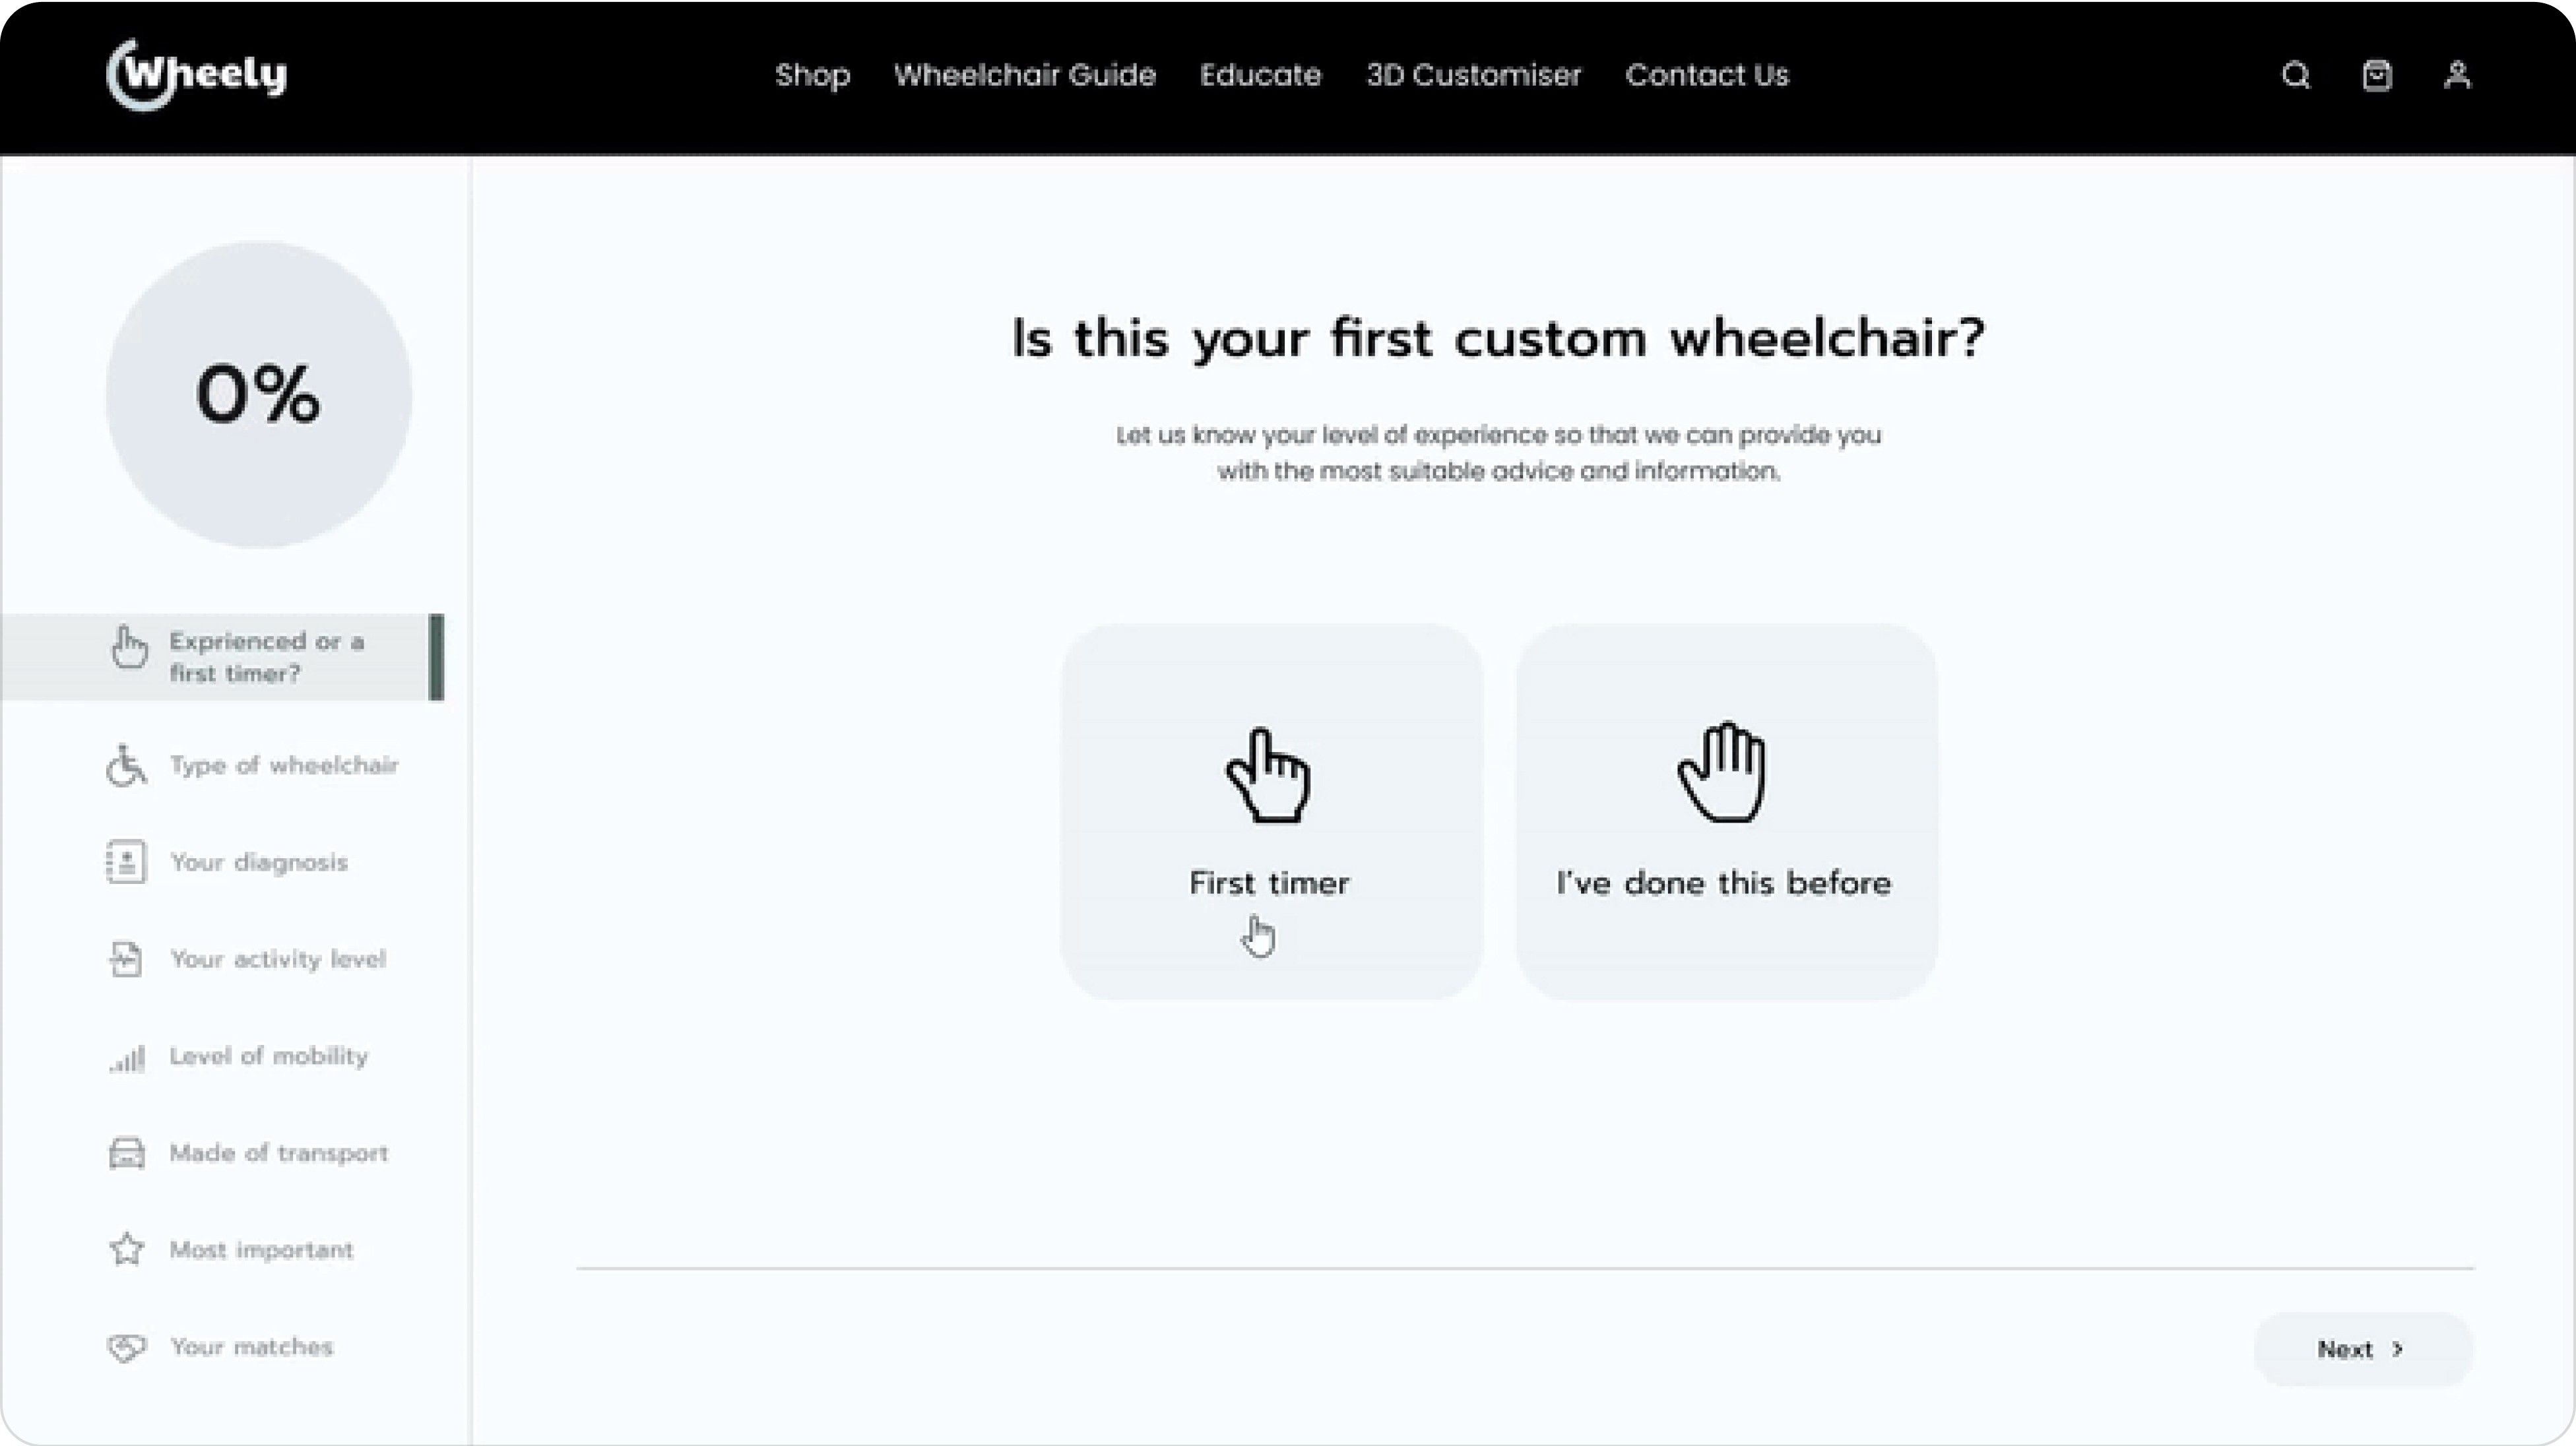 Wheely
Shop Wheelchair Guide Educate 3D Customiser Contact Us
0%
Exprienced or a
first timer?
Type of wheelchair
Your diagnosis
Your activity level
Level of mobility
Made of transport
Most important
Your matches
Is this your first custom wheelchair?
Let us know your level of experience so that we can provide you
with the most suitable advice and information.
First timer
I've done this before
Next